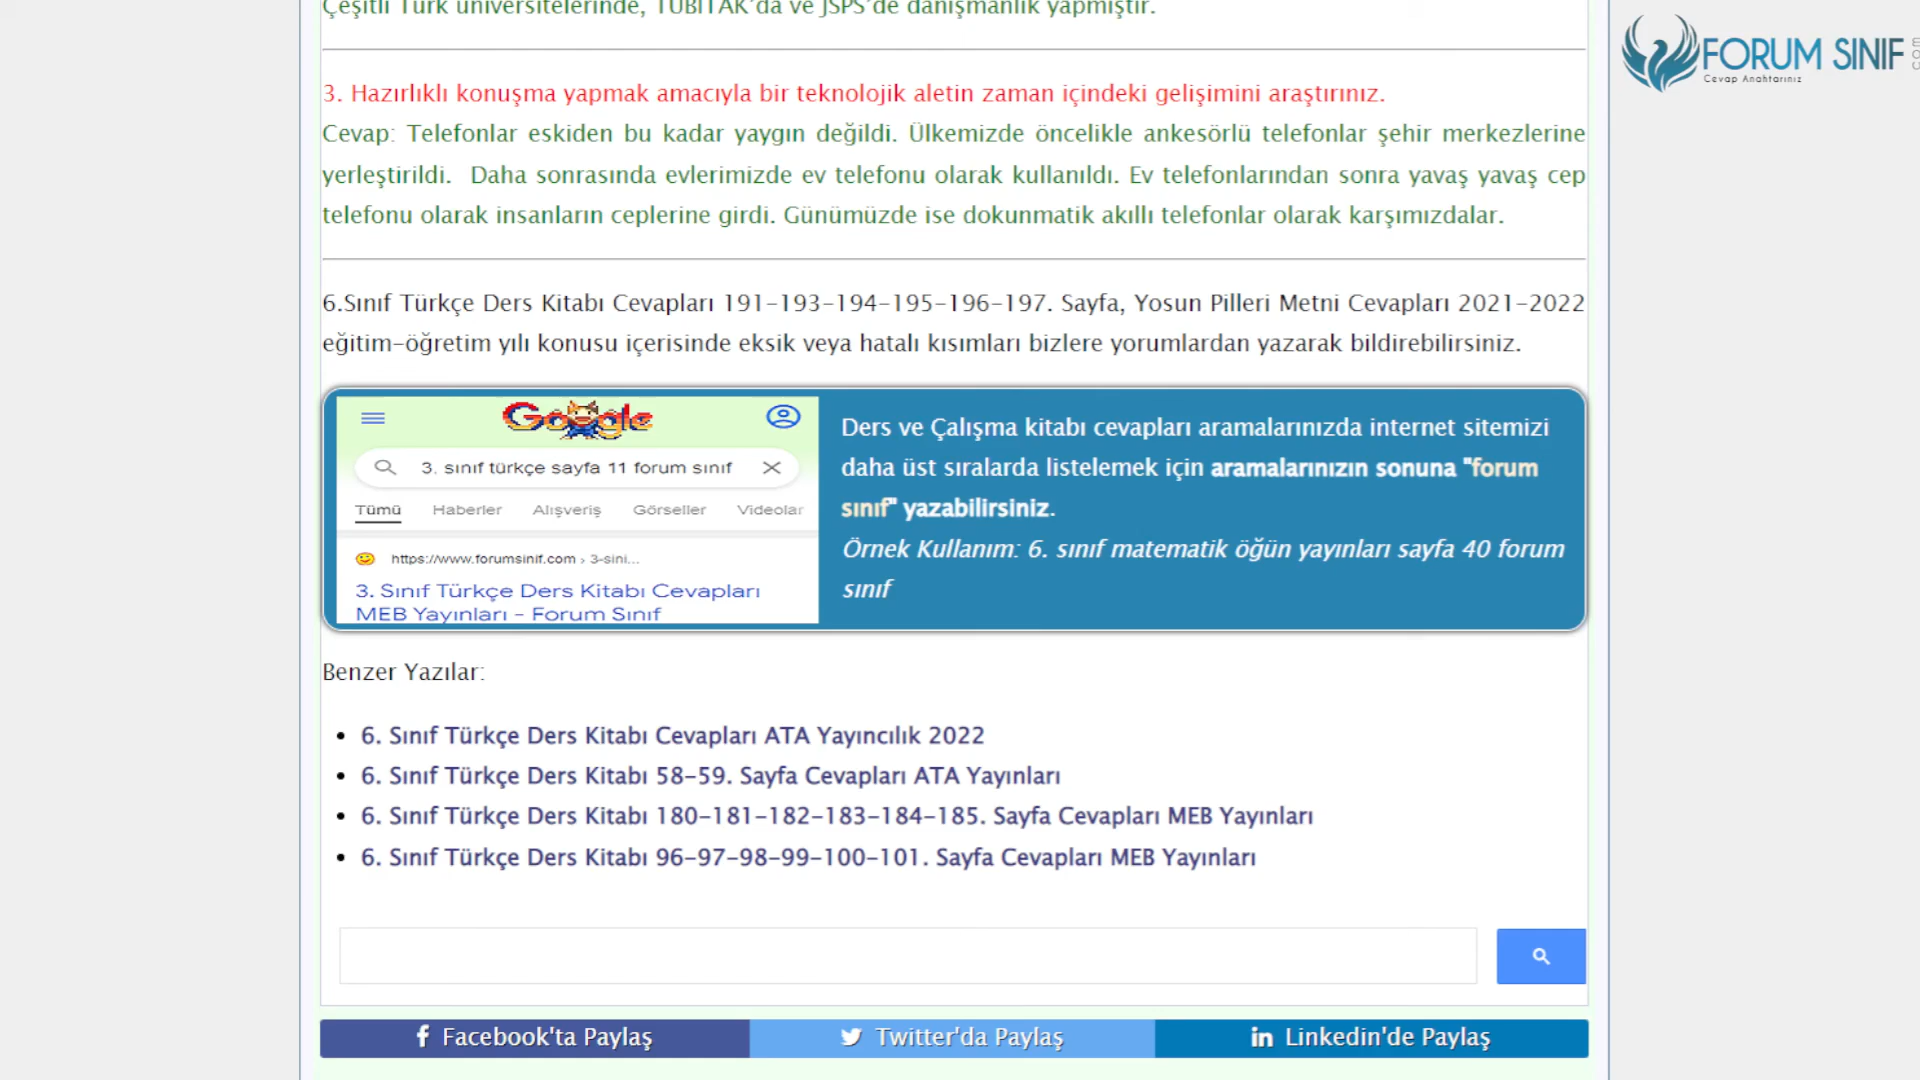 Çeşitli Türk üniversitelerinde, TÜBİTAK'da ve JSPS'de danışmanlık yapmıştır.
FORUM SINIF
com
Cevap Anahtarınız
3. Hazırlıklı konuşma yapmak amacıyla bir teknolojik aletin zaman içindeki gelişimini araştırınız.
Cevap: Telefonlar eskiden bu kadar yaygın değildi. Ülkemizde öncelikle ankesörlü telefonlar şehir merkezlerine
yerleştirildi. Daha sonrasında evlerimizde ev telefonu olarak kullanıldı. Ev telefonlarından sonra yavaş yavaş cep
telefonu olarak insanların ceplerine girdi. Günümüzde ise dokunmatik akıllı telefonlar olarak karşımızdalar.
6.Sınıf Türkçe Ders Kitabı Cevapları 191-193-194-195-196-197. Sayfa, Yosun Pilleri Metni Cevapları 2021-2022
eğitim-öğretim yılı konusu içerisinde eksik veya hatalı kısımları bizlere yorumlardan yazarak bildirebilirsiniz.
Google
3. sınıf türkçe sayfa 11 forum sınıf
Tümü Haberler Alışveriş Görseller Videolar
https://www.forumsinif.com › 3-sini...
3. Sınıf Türkçe Ders Kitabı Cevapları
MEB Yayınları - Forum Sınıf
Ders ve Çalışma kitabı cevapları aramalarınızda internet sitemizi
daha üst sıralarda listelemek için aramalarınızın sonuna "forum
sınıf" yazabilirsiniz.
Örnek Kullanım: 6. sınıf matematik öğün yayınları sayfa 40 forum
sınıf
Benzer Yazılar:
6. Sınıf Türkçe Ders Kitabı Cevapları ATA Yayıncılık 2022
6. Sınıf Türkçe Ders Kitabı 58-59. Sayfa Cevapları ATA Yayınları
6. Sınıf Türkçe Ders Kitabı 180-181-182-183-184-185. Sayfa Cevapları MEB Yayınları
6. Sınıf Türkçe Ders Kitabı 96-97-98-99-100-101. Sayfa Cevapları MEB Yayınları
Facebook'ta Paylaş Twitter'da Paylaş Linkedin'de Paylaş